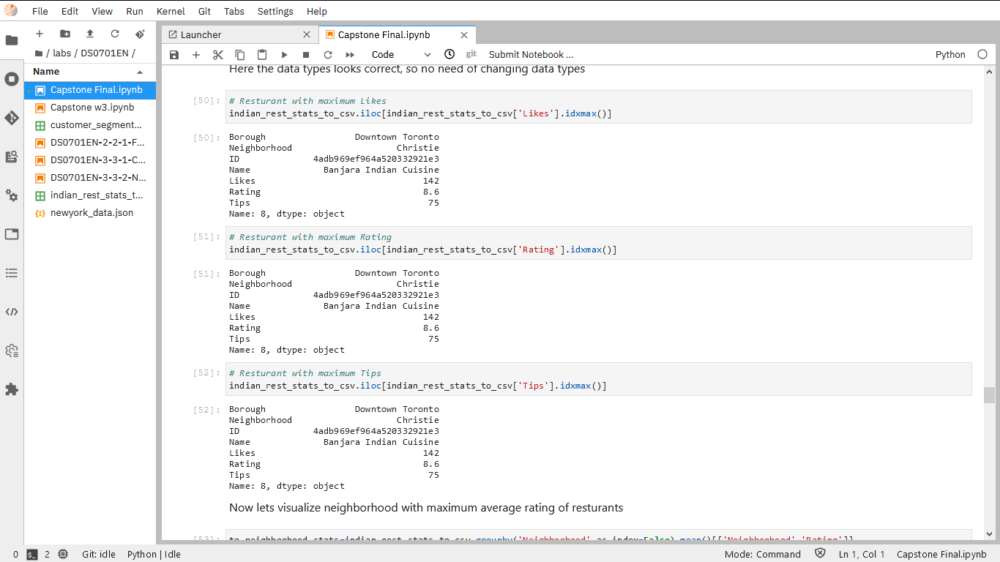 File Edit View Run Kernel Git Tabs Settings Help
/ labs / DS0701EN /
Name
Capstone Final.ipynb
Capstone w3.ipynb
customer_segment...
DS0701EN-2-2-1-F...
DS0701EN-3-3-1-C...
DS0701EN-3-3-2-N...
indian_rest_stats_t...
newyork_data.json
Launcher
Capstone Final.ipynb
Code
git
Submit Notebook ...
Python
Here the data types looks correct, so no need of changing data types
[50]: # Resturant with maximum Likes
indian_rest_stats_to_csv.iloc[indian_rest_stats_to_csv['Likes'].idxmax()]
[50]: Borough Downtown Toronto
Neighborhood Christie
ID 4adb969ef964a520332921e3
Name Banjara Indian Cuisine
Likes 142
Rating 8.6
Tips 75
Name: 8, dtype: object
[51]: # Resturant with maximum Rating
indian_rest_stats_to_csv.iloc[indian_rest_stats_to_csv['Rating'].idxmax()]
[51]: Borough Downtown Toronto
Neighborhood Christie
ID 4adb969ef964a520332921e3
Name Banjara Indian Cuisine
Likes 142
Rating 8.6
Tips 75
Name: 8, dtype: object
[52]: # Resturant with maximum Tips
indian_rest_stats_to_csv.iloc[indian_rest_stats_to_csv['Tips'].idxmax()]
[52]: Borough Downtown Toronto
Neighborhood Christie
ID 4adb969ef964a520332921e3
Name Banjara Indian Cuisine
Likes 142
Rating 8.6
Tips 75
Name: 8, dtype: object
Now lets visualize neighborhood with maximum average rating of resturants
[53]: to_neighborhood_stats=indian_rest_stats_to_csv.groupby('Neighborhood',as_index=False).mean()[['Neighborhood','Rating']]
0 2 Git: idle Python | Idle Mode: Command Ln 1, Col 1 Capstone Final.ipynb